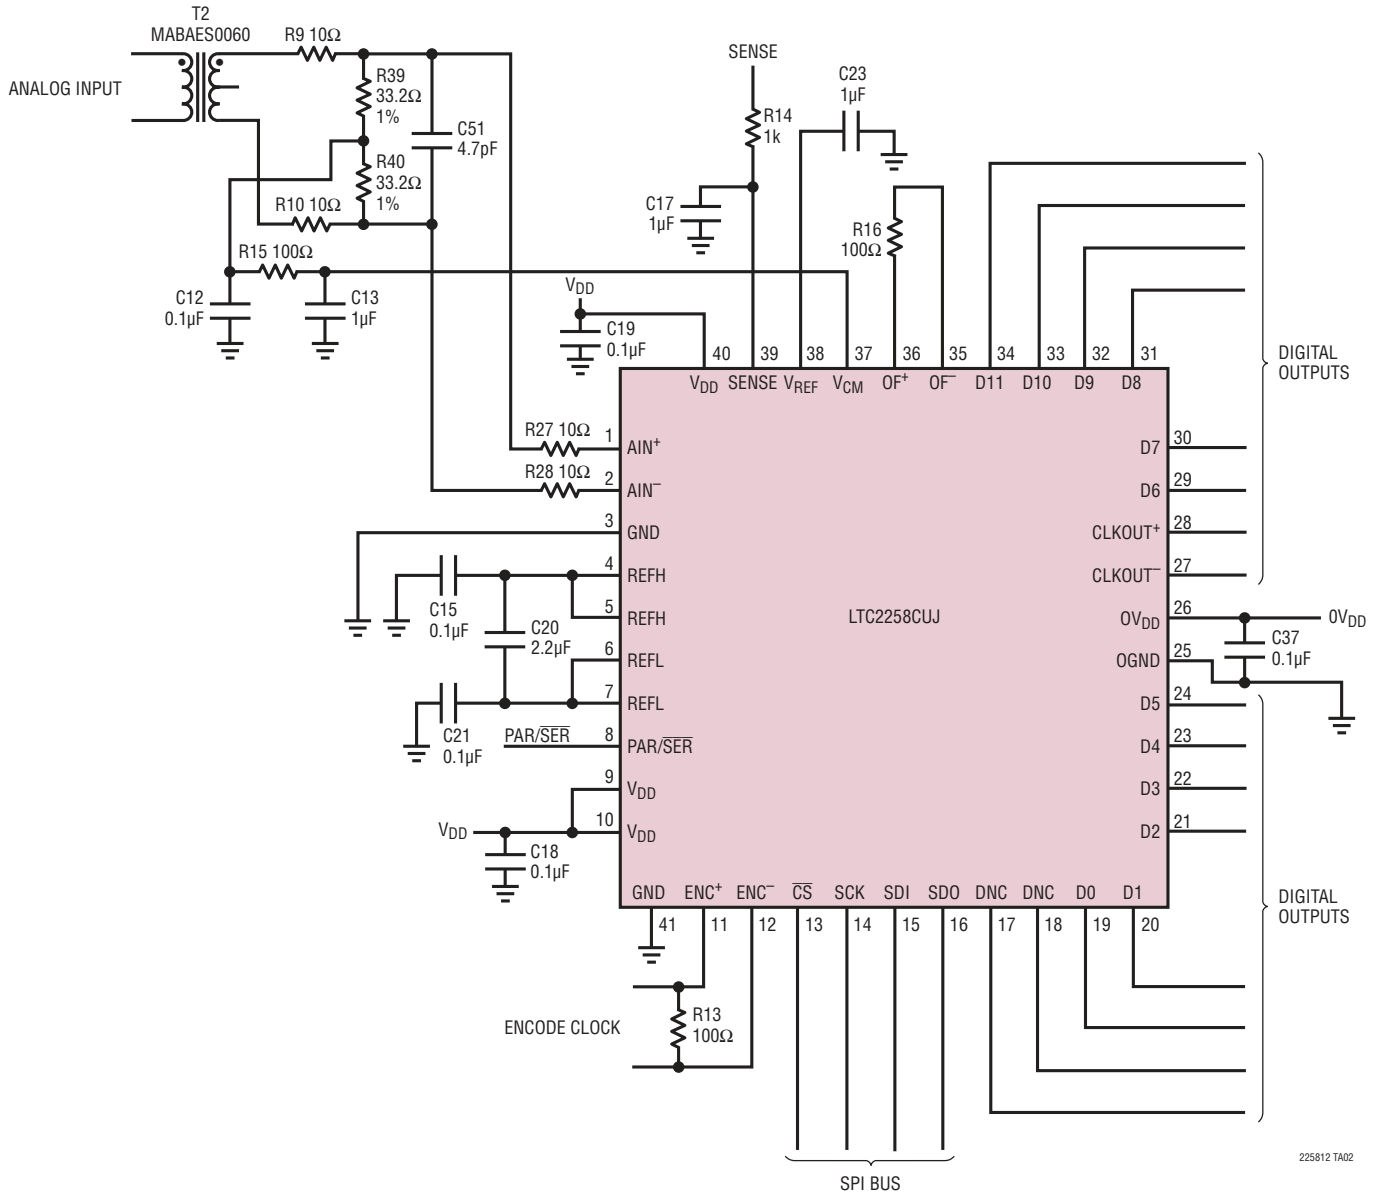 T2
MABAES0060
R9 10Ω
ANALOG INPUT
R39
33.2Ω
1%
C51
4.7pF
R40
33.2Ω
1%
R10 10Ω
R15 100Ω
C12
0.1µF
C13
1µF
SENSE
R14
1k
C23
1µF
C17
1µF
R16
100Ω
VDD
C19
0.1µF
40
39
38
37
36
35
34
33
32
31
VDD
SENSE
VREF
VCM
OF+
OF–
D11
D10
D9
D8
DIGITAL
OUTPUTS
R27 10Ω
1
AIN+
R28 10Ω
2
AIN–
3
GND
4
REFH
C15
0.1µF
5
REFH
C20
2.2µF
6
REFL
7
REFL
C21
0.1µF
PAR/SER
8
PAR/SER
9
VDD
VDD
10
VDD
C18
0.1µF
LTC2258CUJ
D7
30
D6
29
CLKOUT+
28
CLKOUT–
27
OVDD
26
0VDD
C37
0.1µF
OGND
25
D5
24
D4
23
D3
22
D2
21
GND
ENC+
ENC–
CS
SCK
SDI
SDO
DNC
DNC
D0
D1
41
11
12
13
14
15
16
17
18
19
20
DIGITAL
OUTPUTS
ENCODE CLOCK
R13
100Ω
SPI BUS
225812 TA02